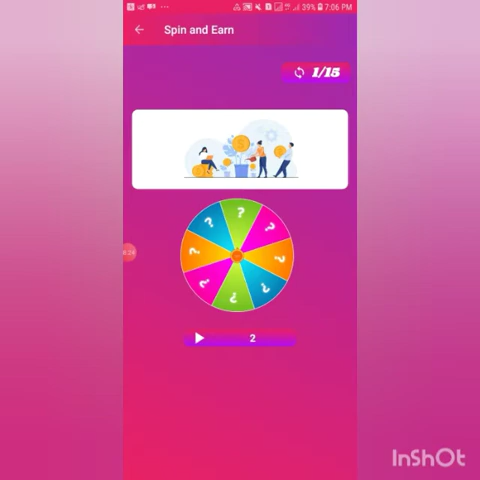 39% 7:06 PM
Spin and Earn
1/15
? ? ? ? ? ? ? ?
2
InShOt